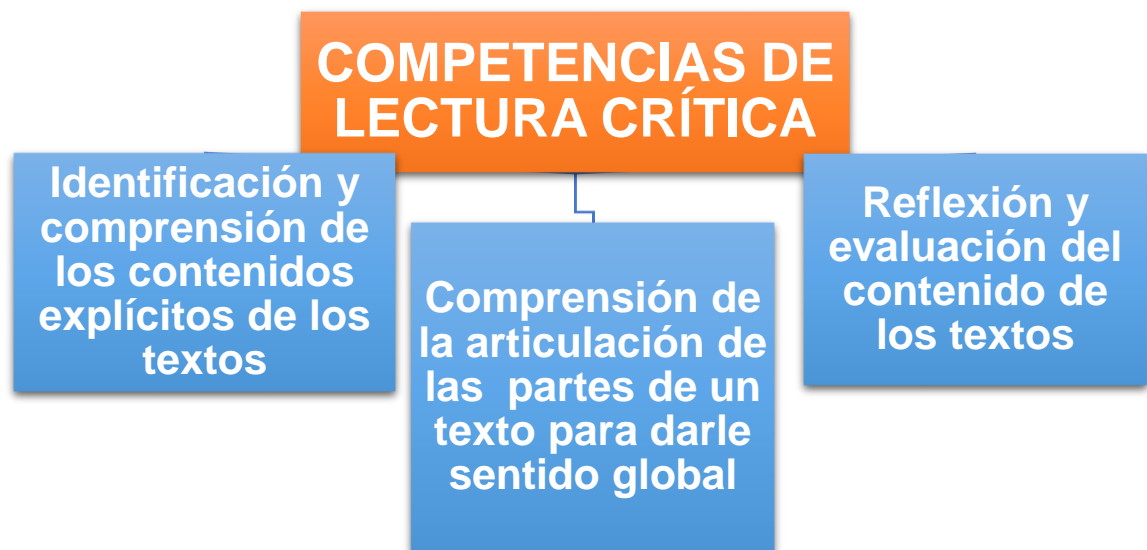 COMPETENCIAS DE
LECTURA CRÍTICA
Identificación y
comprensión de
los contenidos
explícitos de los
textos
Comprensión de
la articulación de
las partes de un
texto para darle
sentido global
Reflexión y
evaluación del
contenido de
los textos